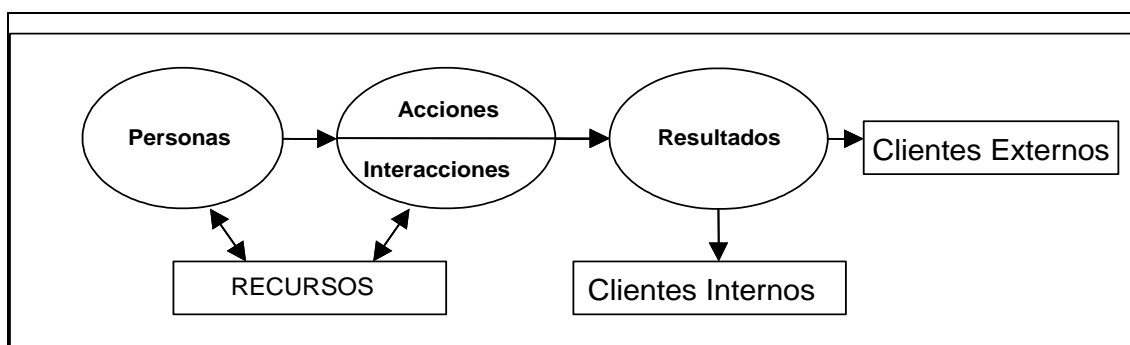 Personas
Acciones
Interacciones
Resultados
Clientes Externos
RECURSOS
Clientes Internos